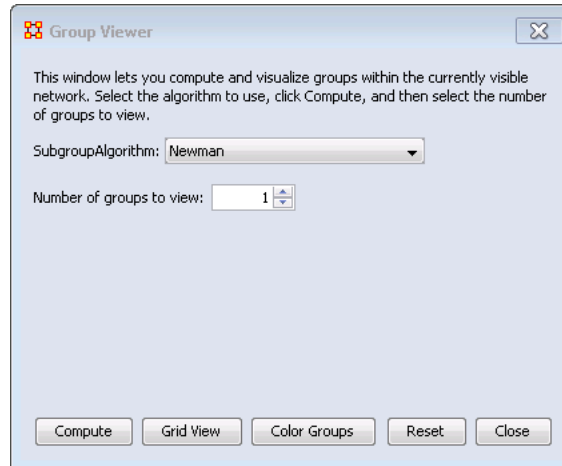 Group Viewer
This window lets you compute and visualize groups within the currently visible
network. Select the algorithm to use, click Compute, and then select the number
of groups to view.
SubgroupAlgorithm: Newman
Number of groups to view: 1
Compute Grid View Color Groups Reset Close